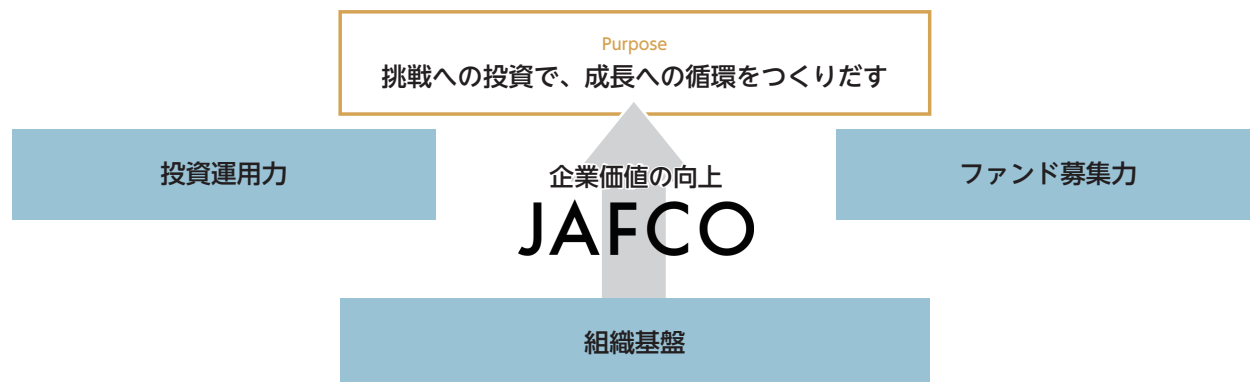 Purpose
挑戦への投資で、成長への循環をつくりだす
投資運用力
企業価値の向上
JAFCO
ファンド募集力
組織基盤